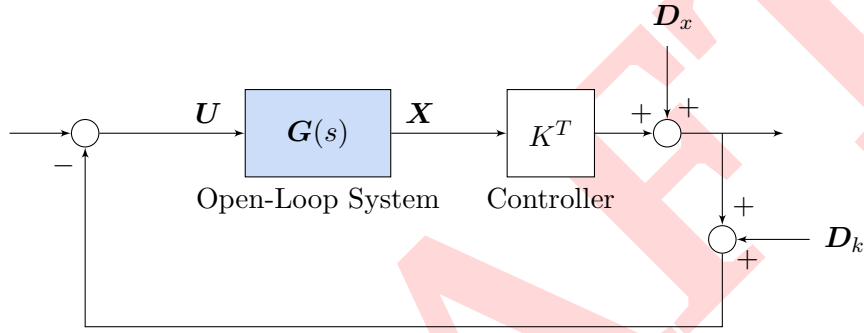 D_x
U
G(s)
X
K^T
+
+
−
Open-Loop System
Controller
+
D_k
+